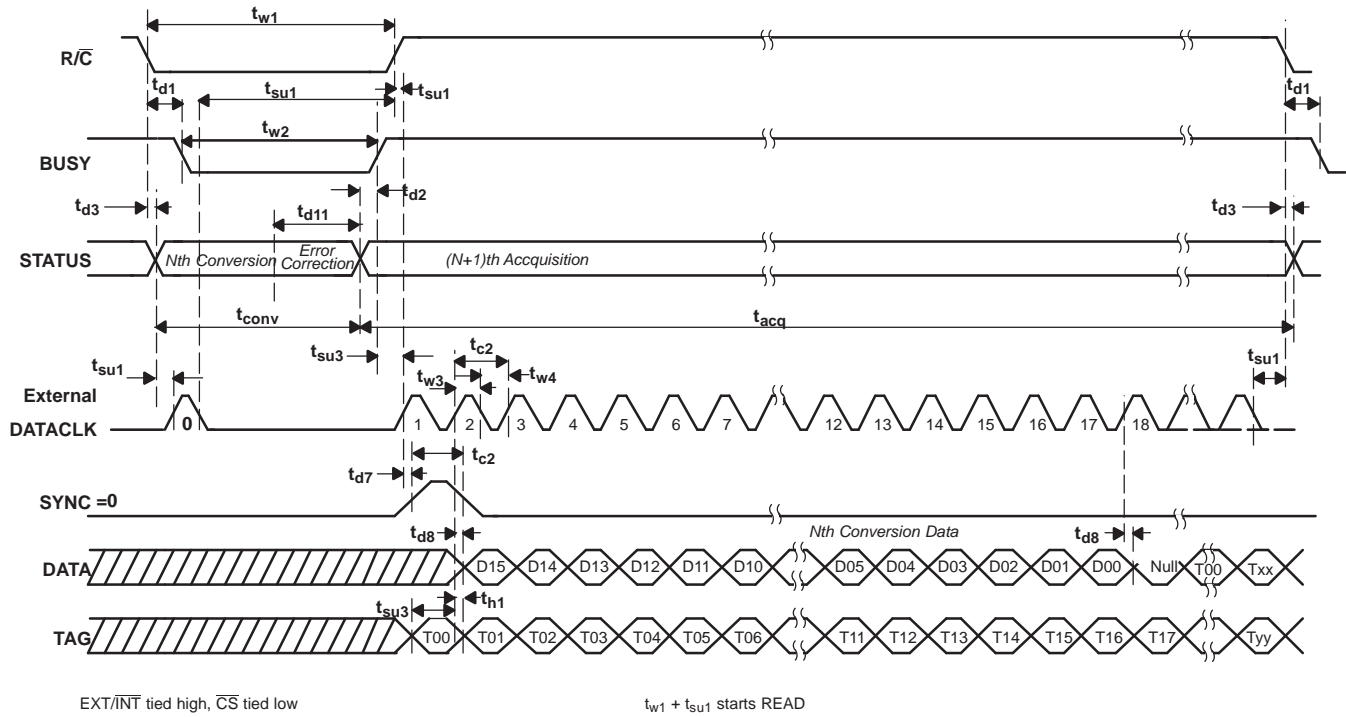 tw1
R/C
td1
tsu1
tsu1
td1
tw2
BUSY
td2
td3
td11
td3
STATUS
Nth Conversion
Error
Correction
(N+1)th Accquisition
tconv
tacq
tsu1
tsu3
tc2
tw3
tw4
tsu1
External
DATACLK
0 1 2 3 4 5 6 7 12 13 14 15 16 17 18
tc2
td7
SYNC =0
td8
Nth Conversion Data
td8
DATA
D15 D14 D13 D12 D11 D10 D05 D04 D03 D02 D01 D00 Null T00 Txx
tsu3
th1
TAG
T00 T01 T02 T03 T04 T05 T06 T11 T12 T13 T14 T15 T16 T17 Tyy
EXT/INT tied high, CS tied low
tw1 + tsu1 starts READ